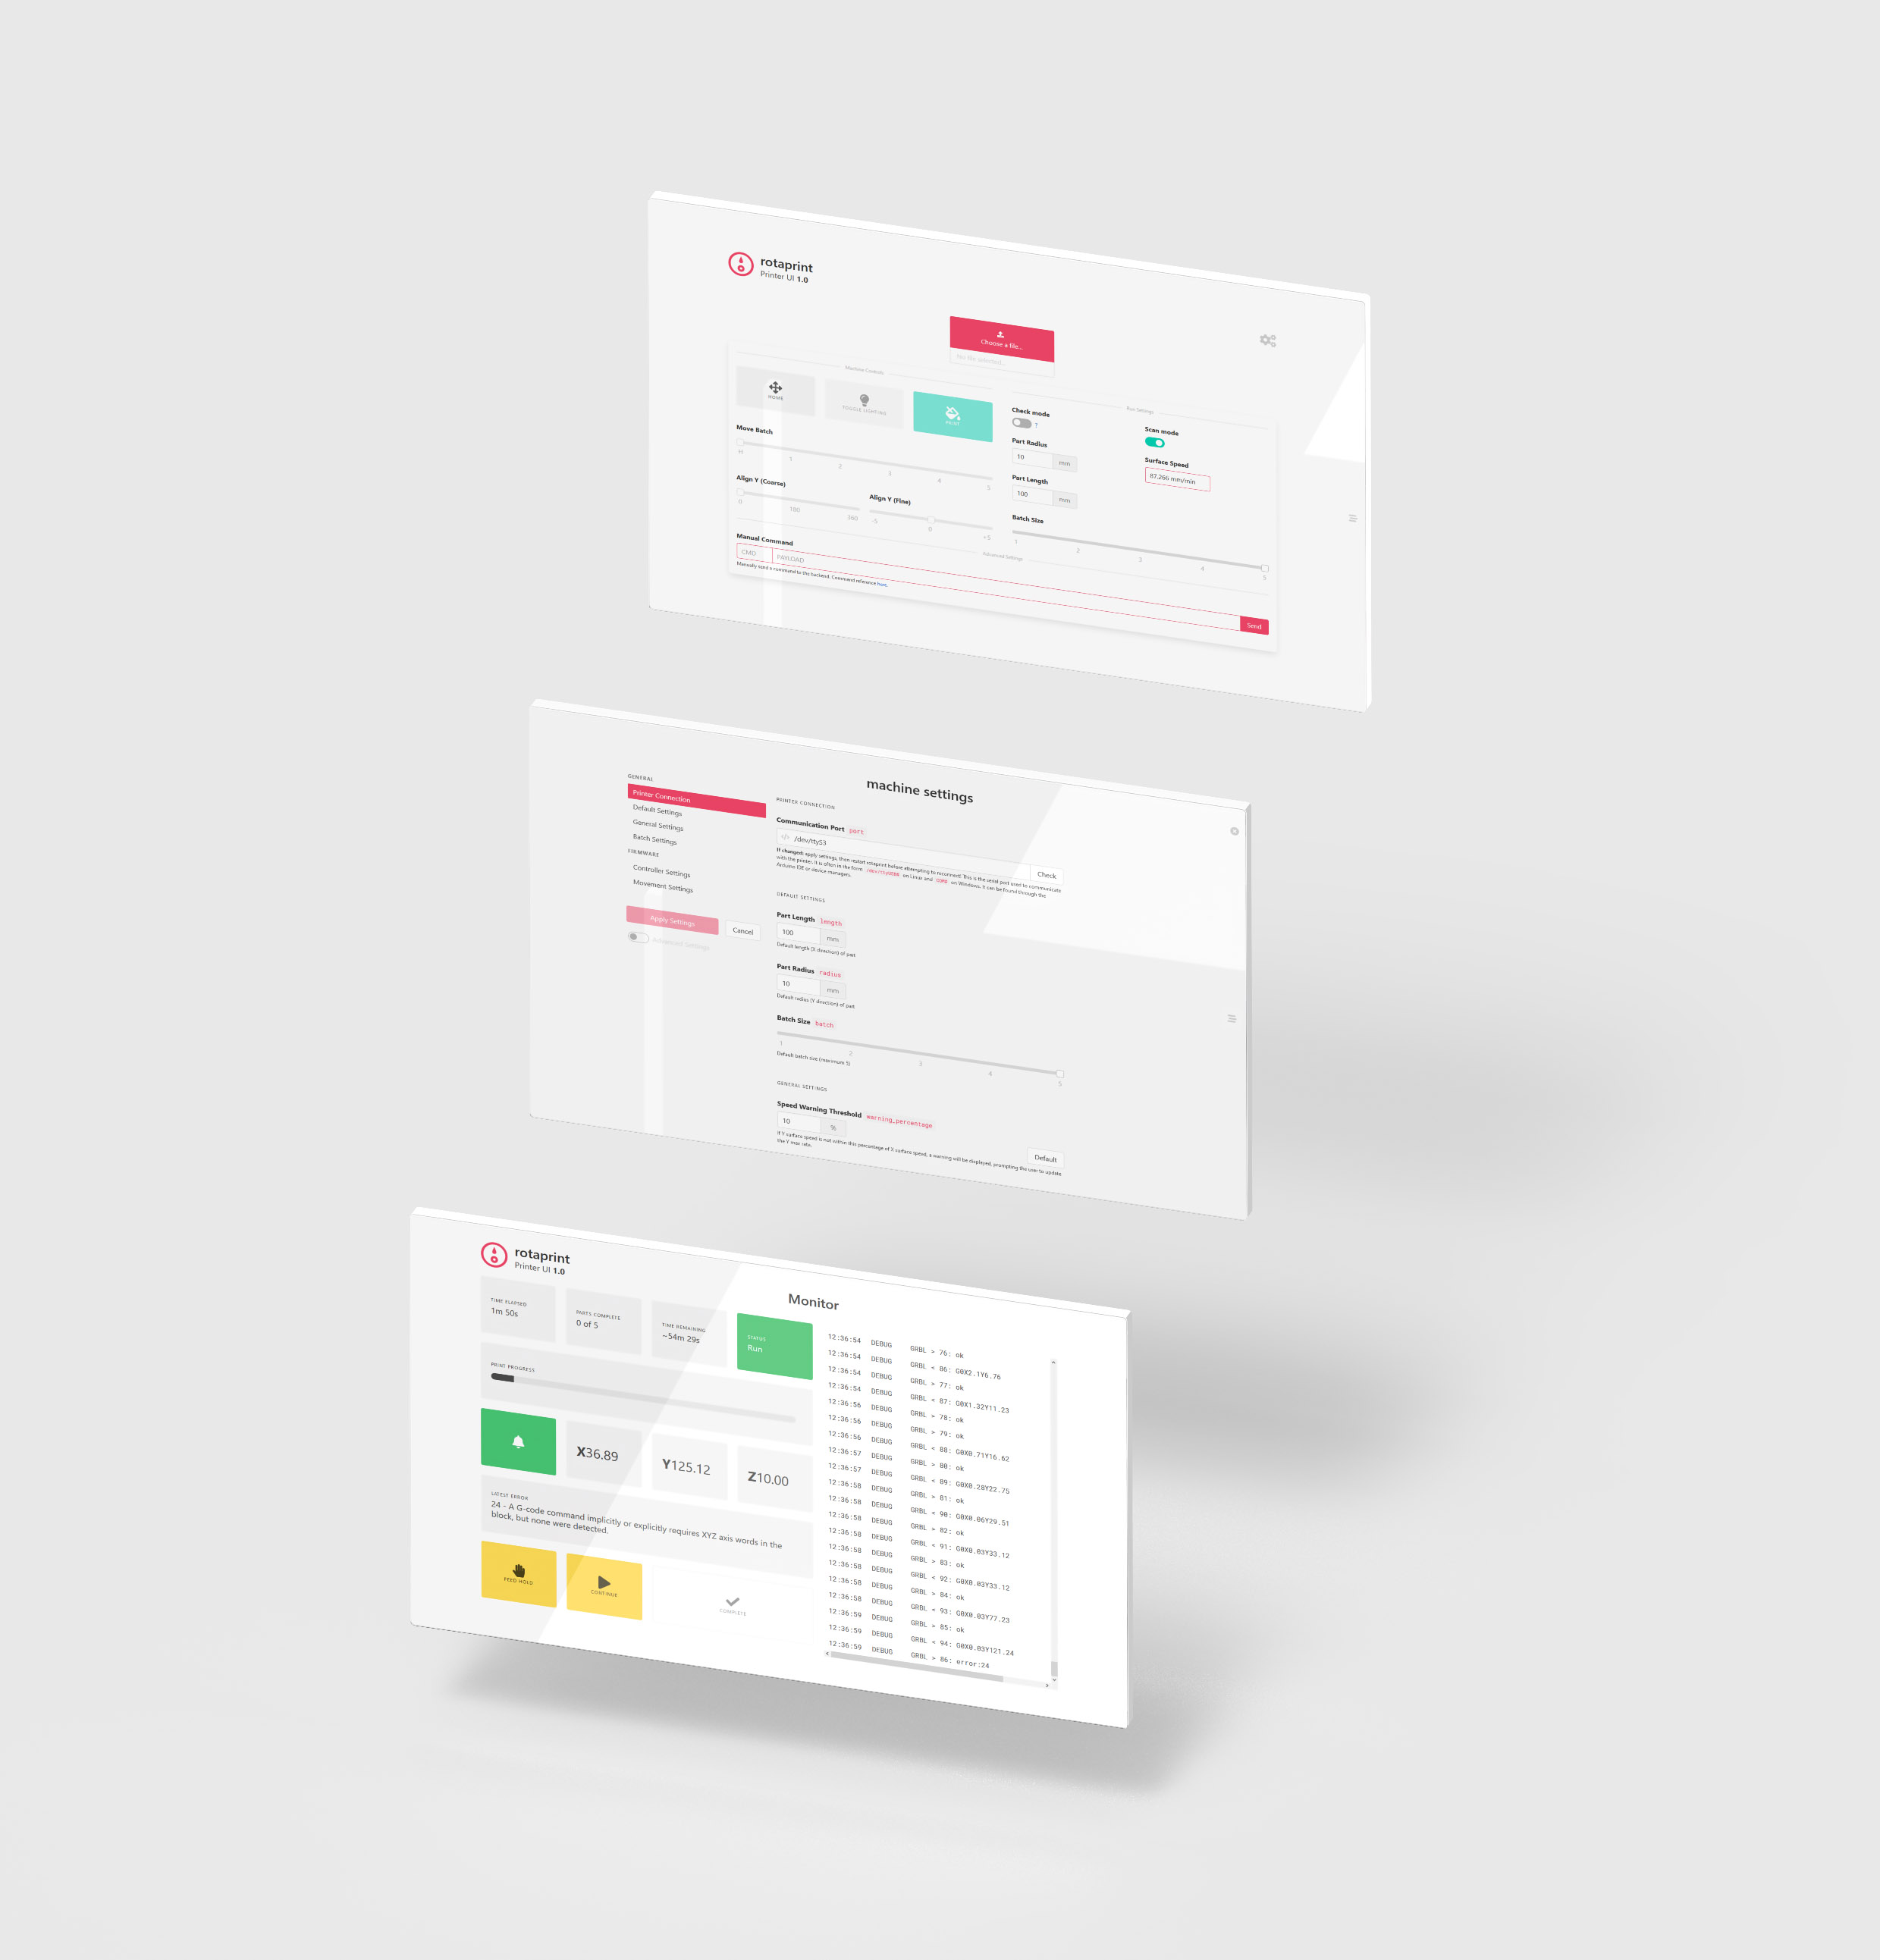 rotaprint
Printer UI 1.0
Choose a file...
No file selected...
Machine Controls
Run Settings
HOME
TOGGLE LIGHTING
PRINT
Check mode
?
Scan mode
Move Batch
H
1
2
3
4
5
Part Radius
10 mm
Surface Speed
87.266 mm/min
Part Length
100 mm
Align Y (Coarse)
0
180
360
Align Y (Fine)
-5
0
+5
Batch Size
1
2
3
4
5
Advanced Settings
Manual Command
CMD PAYLOAD
Send
Manually send a command to the backend. Command reference here.
machine settings
GENERAL
Printer Connection
Default Settings
General Settings
Batch Settings
FIRMWARE
Controller Settings
Movement Settings
Apply Settings
Cancel
Advanced Settings
PRINTER CONNECTION
Communication Port port
</> /dev/ttyS3
Check
If changed: apply settings, then restart rotaprint before attempting to reconnect! This is the serial port used to communicate
with the printer. It is often in the form on Linux and on Windows. It can be found through the
Arduino IDE or device managers.
DEFAULT SETTINGS
Part Length length
100 mm
Default length (X direction) of part
Part Radius radius
10 mm
Default radius (Y direction) of part
Batch Size batch
1
2
3
4
5
Default batch size (maximum 5)
GENERAL SETTINGS
Speed Warning Threshold warning_percentage
10 %
Default
If Y surface speed is not within this percentage of X surface speed, a warning will be displayed, prompting the user to update
the Y max rate.
rotaprint
Printer UI 1.0
Monitor
TIME ELAPSED
1m 50s
PARTS COMPLETE
0 of 5
TIME REMAINING
~54m 29s
STATUS
Run
PRINT PROGRESS
X36.89
Y125.12
Z10.00
LATEST ERROR
24 - A G-code command implicitly or explicitly requires XYZ axis words in the
block, but none were detected.
FEED HOLD
CONTINUE
COMPLETE
12:36:54 DEBUG GRBL > 76: ok
12:36:54 DEBUG GRBL < 86: G0X2.1Y6.76
12:36:54 DEBUG GRBL > 77: ok
12:36:54 DEBUG GRBL < 87: G0X1.32Y11.23
12:36:56 DEBUG GRBL > 78: ok
12:36:56 DEBUG GRBL > 79: ok
12:36:56 DEBUG GRBL < 88: G0X0.71Y16.62
12:36:57 DEBUG GRBL > 80: ok
12:36:57 DEBUG GRBL < 89: G0X0.28Y22.75
12:36:58 DEBUG GRBL > 81: ok
12:36:58 DEBUG GRBL < 90: G0X0.06Y29.51
12:36:58 DEBUG GRBL > 82: ok
12:36:58 DEBUG GRBL < 91: G0X0.03Y33.12
12:36:58 DEBUG GRBL > 83: ok
12:36:58 DEBUG GRBL < 92: G0X0.03Y33.12
12:36:58 DEBUG GRBL > 84: ok
12:36:58 DEBUG GRBL < 93: G0X0.03Y77.23
12:36:59 DEBUG GRBL > 85: ok
12:36:59 DEBUG GRBL < 94: G0X0.03Y121.24
12:36:59 DEBUG GRBL > 86: error:24